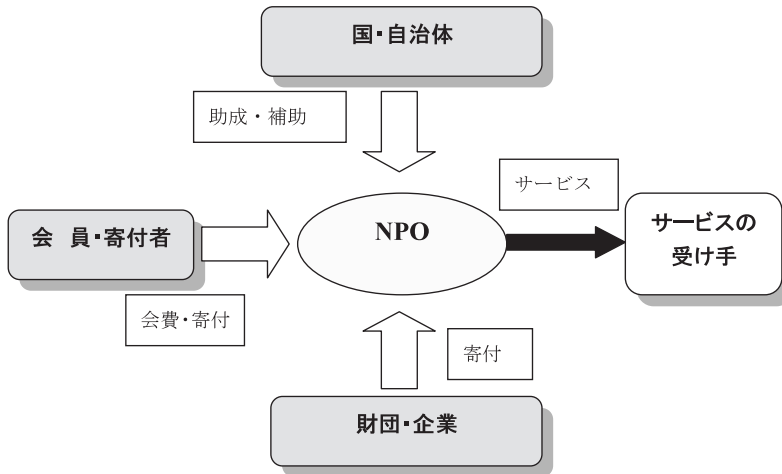 国・自治体
助成・補助
サービス
会 員・寄付者
NPO
サービスの
受け手
会費・寄付
寄付
財団・企業